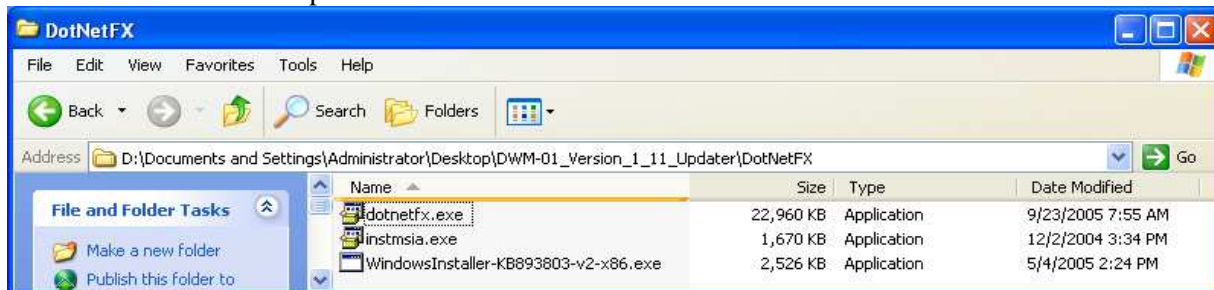 DotNetFX
File Edit View Favorites Tools Help
Back Search Folders
Address D:\Documents and Settings\Administrator\Desktop\DWM-01_Version_1_11_Updater\DotNetFX Go
File and Folder Tasks
Make a new folder
Publish this folder to
Name Size Type Date Modified
dotnetfx.exe 22,960 KB Application 9/23/2005 7:55 AM
instmsia.exe 1,670 KB Application 12/2/2004 3:34 PM
WindowsInstaller-KB893803-v2-x86.exe 2,526 KB Application 5/4/2005 2:24 PM